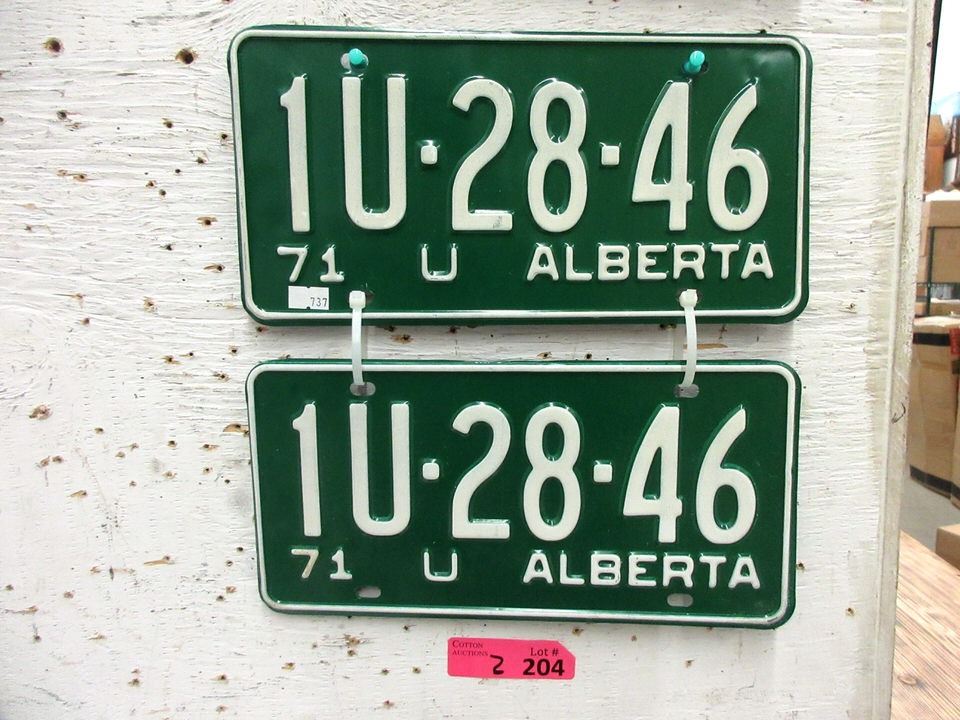 1U·28·46
71 U ALBERTA
737
1U·28·46
71 U ALBERTA
COTTON Lot #
AUCTIONS 2 204